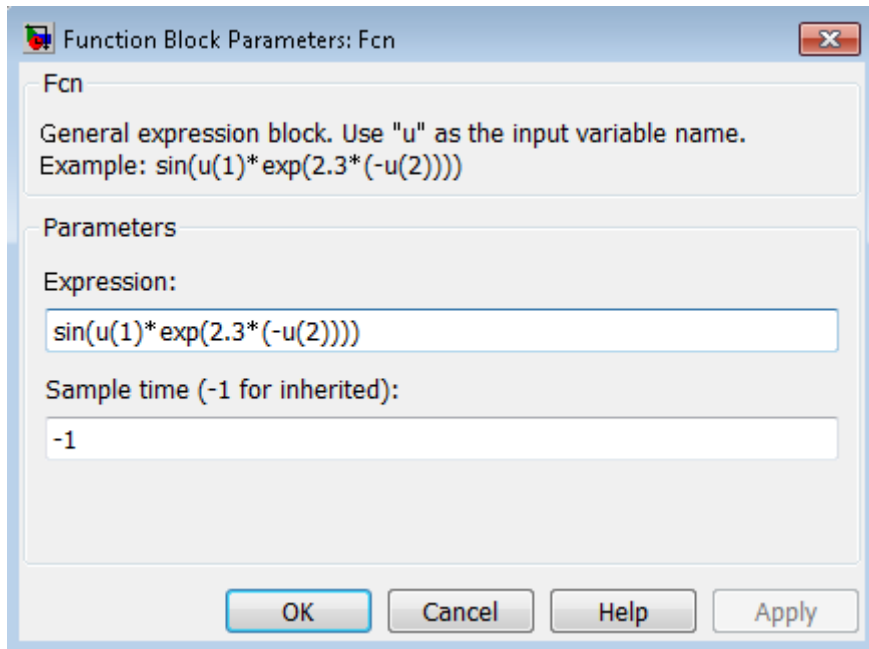 Function Block Parameters: Fcn
Fcn
General expression block. Use "u" as the input variable name.
Example: sin(u(1)*exp(2.3*(-u(2))))
Parameters
Expression:
sin(u(1)*exp(2.3*(-u(2))))
Sample time (-1 for inherited):
-1
OK Cancel Help Apply